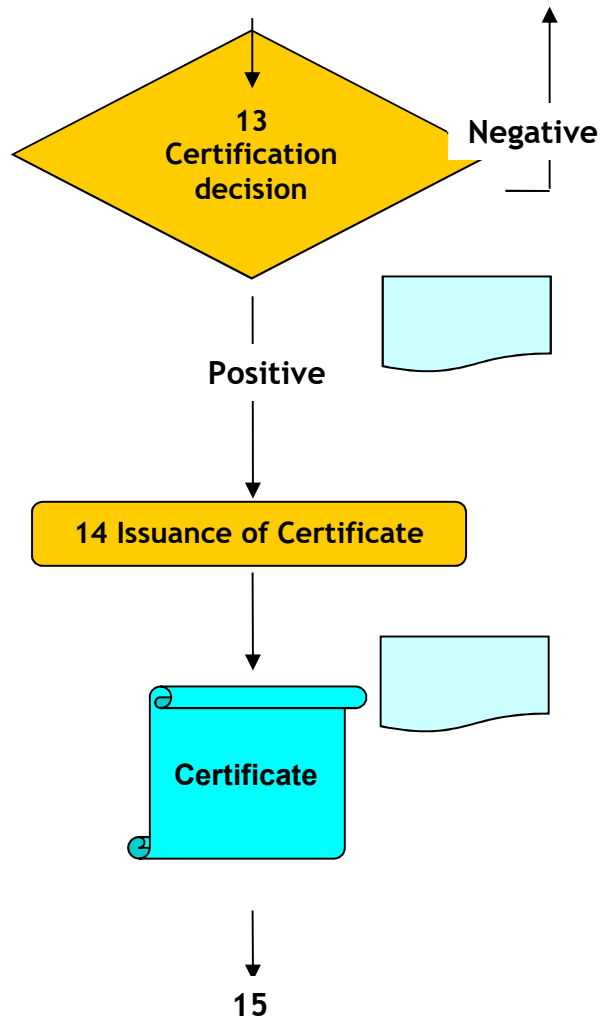 13
Certification
decision
Negative
Positive
14 Issuance of Certificate
Certificate
15